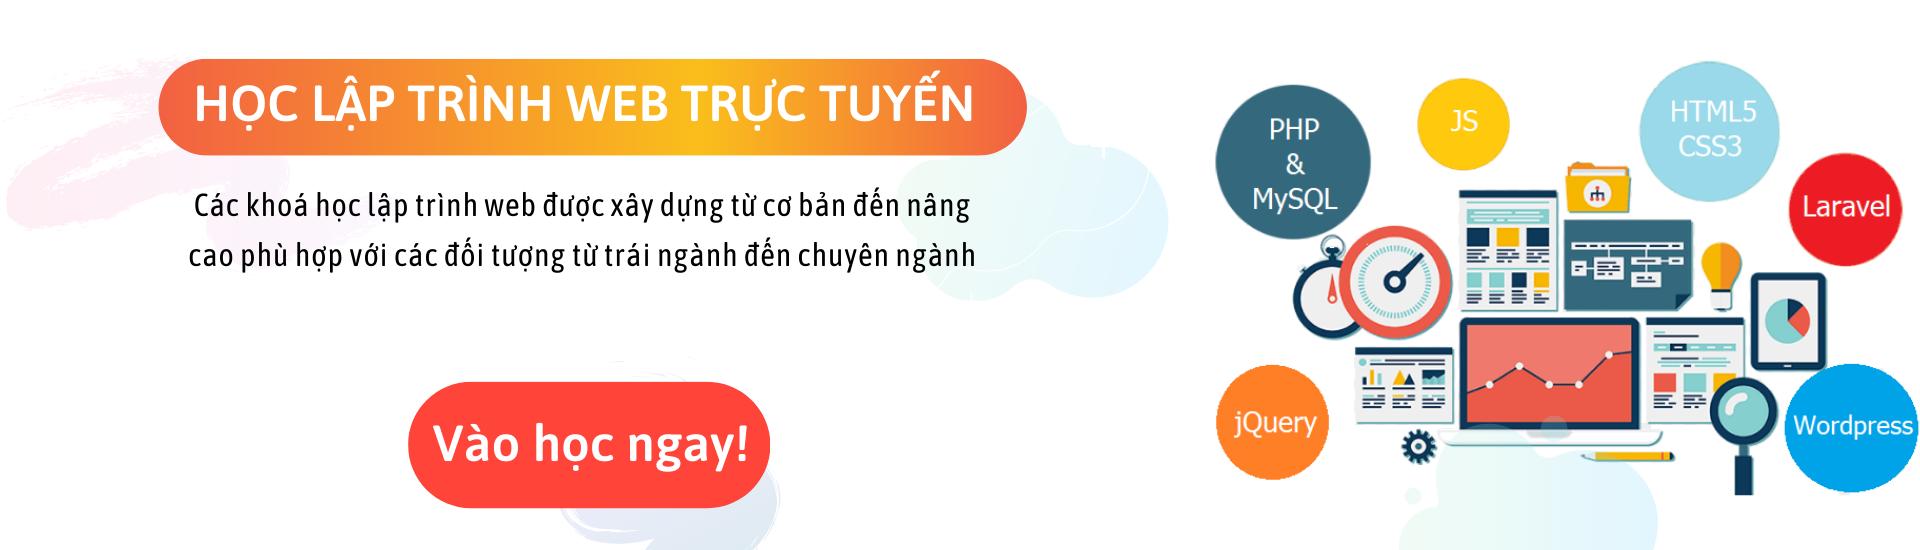 HỌC LẬP TRÌNH WEB TRỰC TUYẾN
Các khoá học lập trình web được xây dựng từ cơ bản đến nâng
cao phù hợp với các đối tượng từ trái ngành đến chuyên ngành
Vào học ngay!
PHP
&
MySQL
JS
HTML5
CSS3
Laravel
jQuery
Wordpress